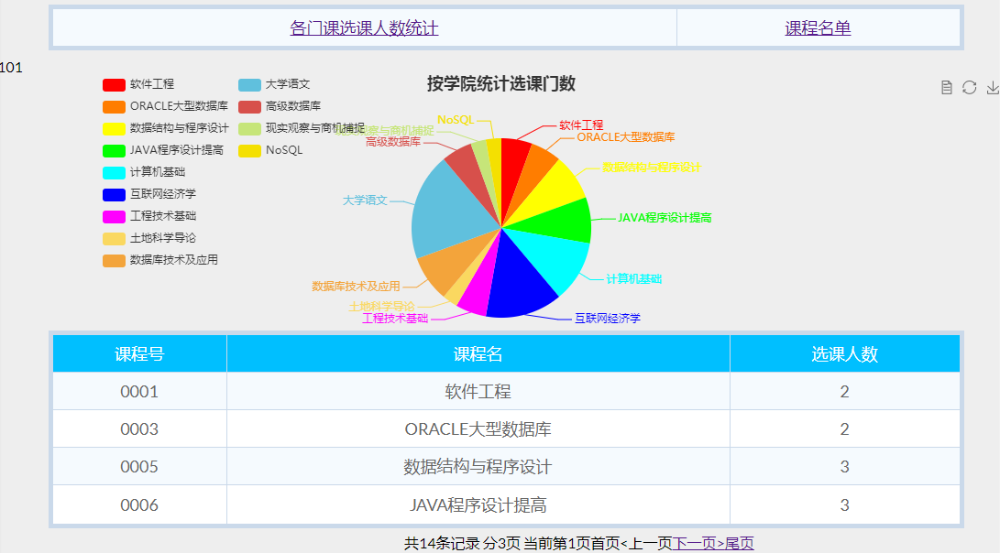 各门课选课人数统计 课程名单
101
按学院统计选课门数
软件工程 大学语文
ORACLE大型数据库 高级数据库
数据结构与程序设计 现实观察与商机捕捉
JAVA程序设计提高 NoSQL
计算机基础
互联网经济学
工程技术基础
土地科学导论
数据库技术及应用
NoSQL
软件工程
观察与商机捕捉
ORACLE大型数据库
高级数据库
数据结构与程序设计
大学语文
JAVA程序设计提高
计算机基础
数据库技术及应用
土地科学导论
工程技术基础
互联网经济学
课程号 课程名 选课人数
0001 软件工程 2
0003 ORACLE大型数据库 2
0005 数据结构与程序设计 3
0006 JAVA程序设计提高 3
共14条记录 分3页 当前第1页首页<上一页下一页>尾页